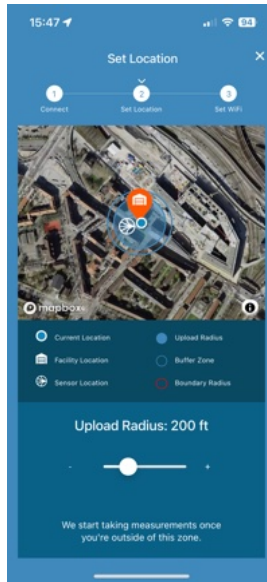 15:47
94
Set Location
×
1
2
3
Connect
Set Location
Set WiFi
mapbox
i
Current Location
Upload Radius
Facility Location
Buffer Zone
Sensor Location
Boundary Radius
Upload Radius: 200 ft
- +
We start taking measurements once
you're outside of this zone.